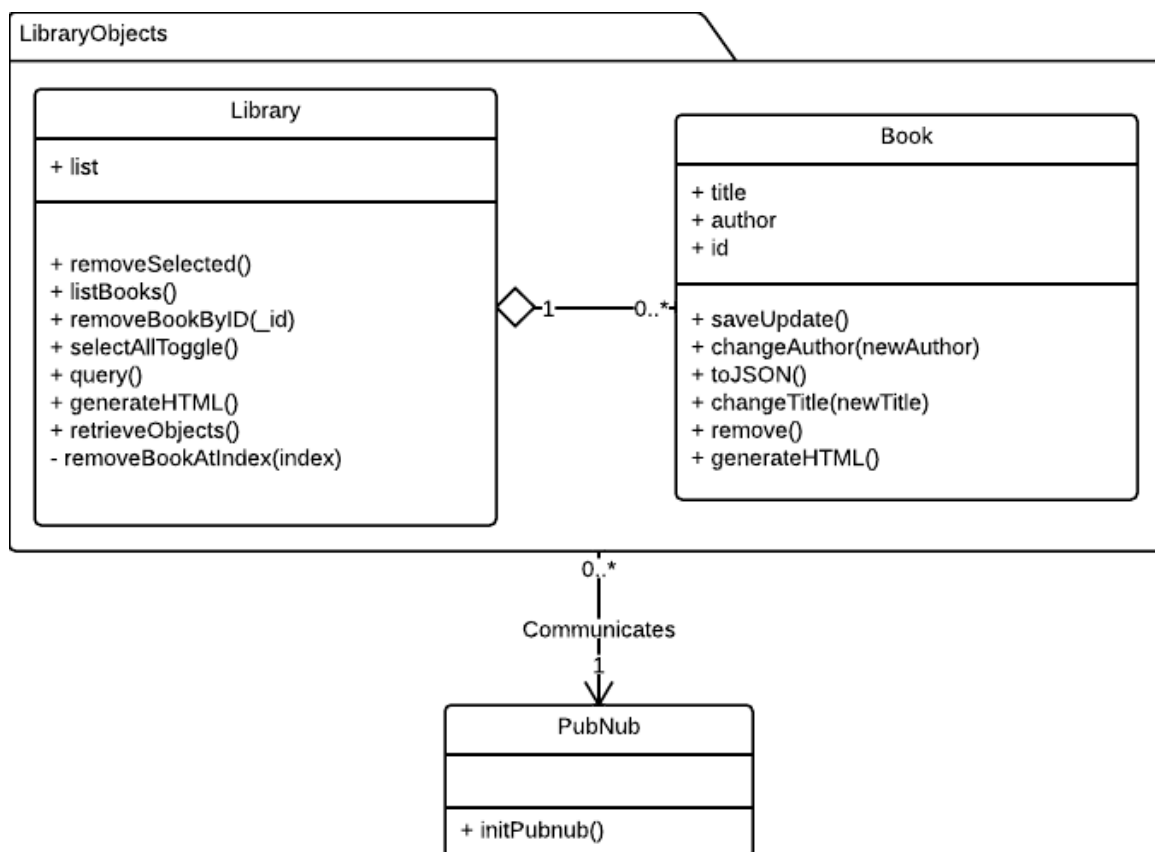 LibraryObjects
Library
+ list
+ removeSelected()
+ listBooks()
+ removeBookByID(_id)
+ selectAllToggle()
+ query()
+ generateHTML()
+ retrieveObjects()
- removeBookAtIndex(index)
1
0..*
Book
+ title
+ author
+ id
+ saveUpdate()
+ changeAuthor(newAuthor)
+ toJSON()
+ changeTitle(newTitle)
+ remove()
+ generateHTML()
0..*
Communicates
1
PubNub
+ initPubnub()